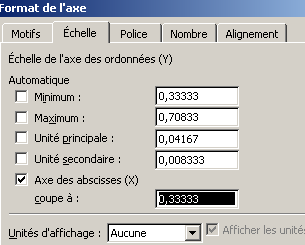 Format de l'axe
Motifs Échelle Police Nombre Alignement
Échelle de l'axe des ordonnées (Y)
Automatique
Minimum : 0,33333
Maximum : 0,70833
Unité principale : 0,04167
Unité secondaire : 0,008333
Axe des abscisses (X)
coupe à : 0,33333
Unités d'affichage : Aucune Afficher les unités